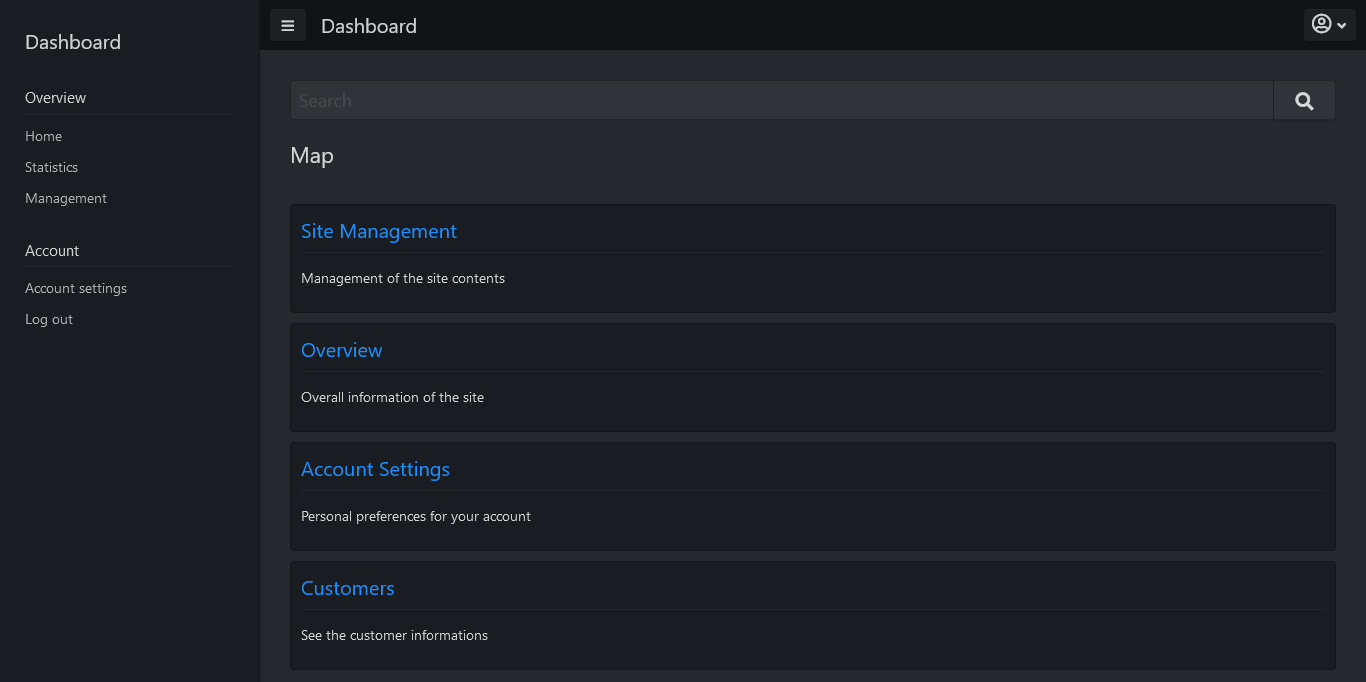 Dashboard
Overview
Home
Statistics
Management
Account
Account settings
Log out
Dashboard
Search
Map
Site Management
Management of the site contents
Overview
Overall information of the site
Account Settings
Personal preferences for your account
Customers
See the customer informations